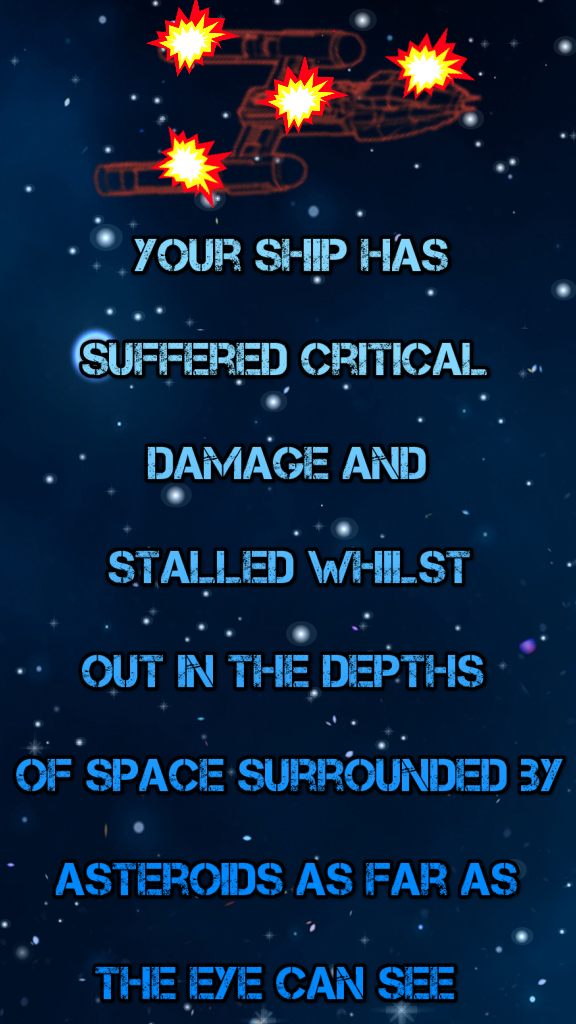 YOUR SHIP HAS
SUFFERED CRITICAL
DAMAGE AND
STALLED WHILST
OUT IN THE DEPTHS
OF SPACE SURROUNDED BY
ASTEROIDS AS FAR AS
THE EYE CAN SEE